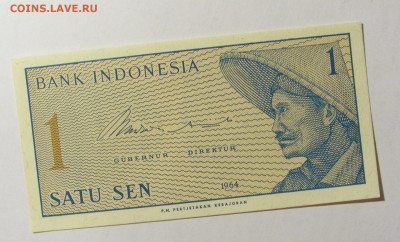 COINS.LAVE.RU
BANK INDONESIA
1
1
GUBERNUR DIREKTUR
SATU SEN
1964
P.N. PERTJETAKAN KEBAJORAN